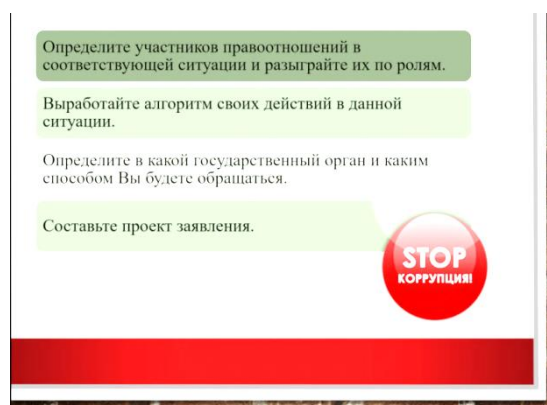 Определите участников правоотношений в
соответствующей ситуации и разыграйте их по ролям.
Выработайте алгоритм своих действий в данной
ситуации.
Определите в какой государственный орган и каким
способом Вы будете обращаться.
Составьте проект заявления.
STOP
КОРРУПЦИЯ!